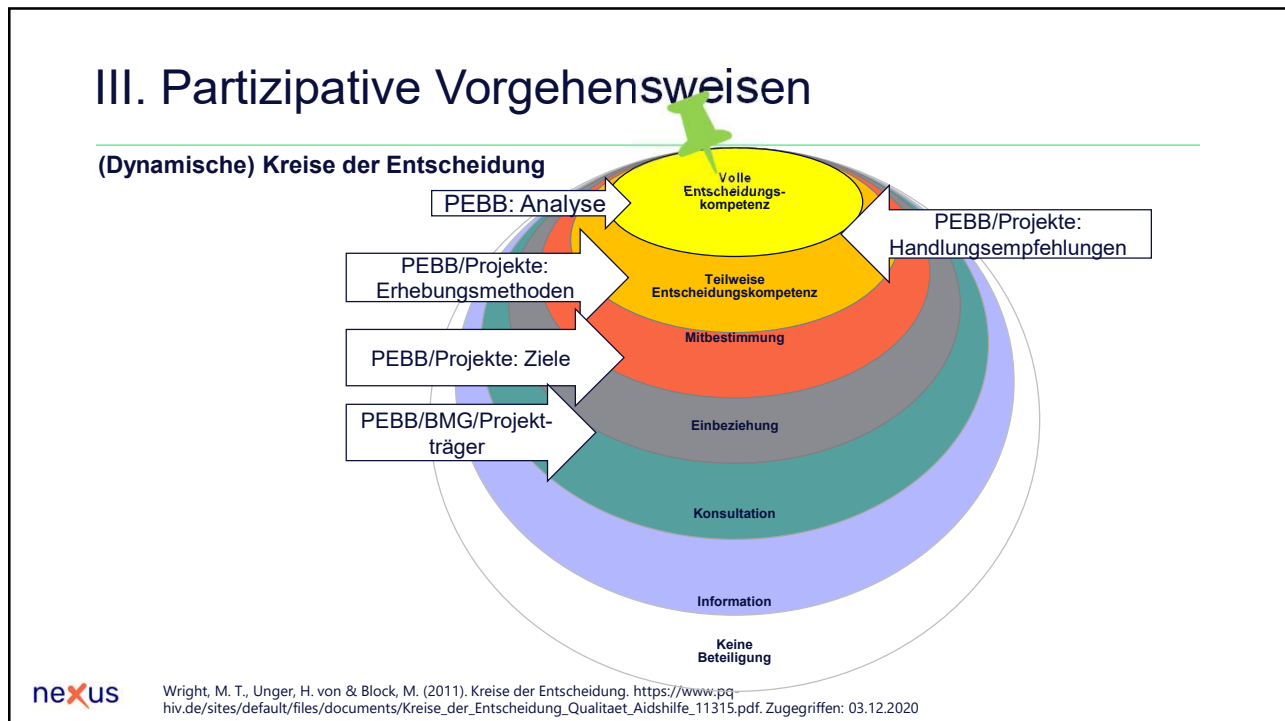 III. Partizipative Vorgehensweisen
(Dynamische) Kreise der Entscheidung
Volle
Entscheidungs-
kompetenz
PEBB: Analyse
PEBB/Projekte:
Handlungsempfehlungen
PEBB/Projekte:
Erhebungsmethoden
Teilweise
Entscheidungskompetenz
Mitbestimmung
PEBB/Projekte: Ziele
PEBB/BMG/Projekt-
träger
Einbeziehung
Konsultation
Information
Keine
Beteiligung
nexus
Wright, M. T., Unger, H. von & Block, M. (2011). Kreise der Entscheidung. https://www.pq-
hiv.de/sites/default/files/documents/Kreise_der_Entscheidung_Qualitaet_Aidshilfe_11315.pdf. Zugegriffen: 03.12.2020